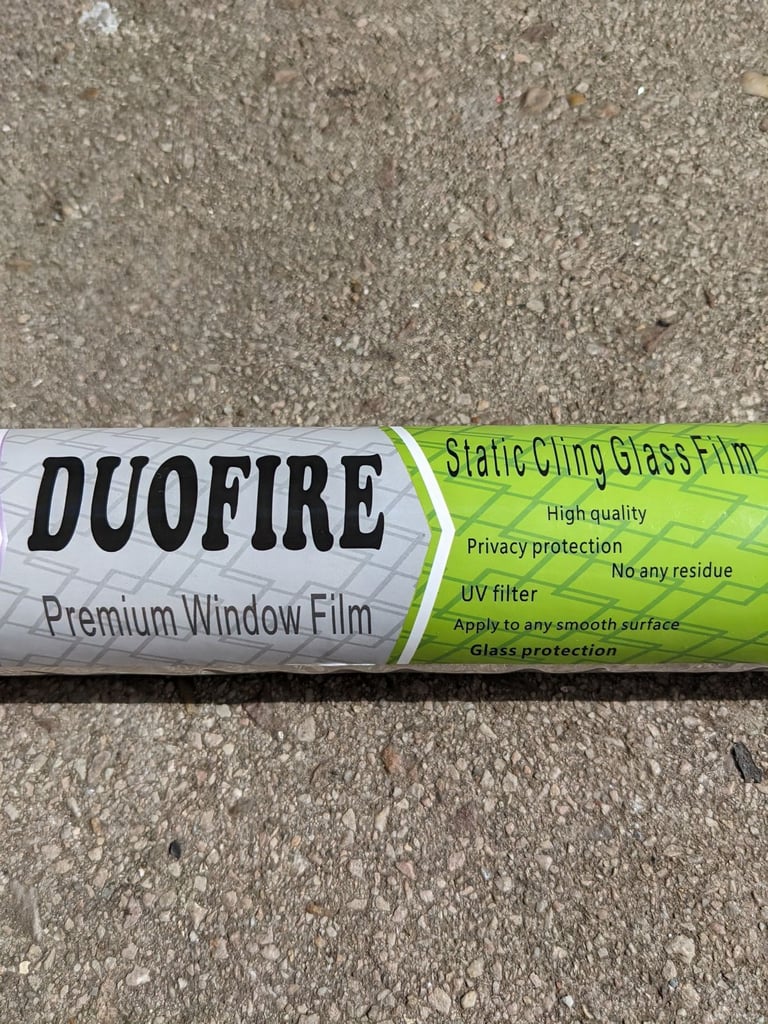 DUOFIRE
Premium Window Film
Static Cling Glass Film
High quality
Privacy protection
No any residue
UV filter
Apply to any smooth surface
Glass protection